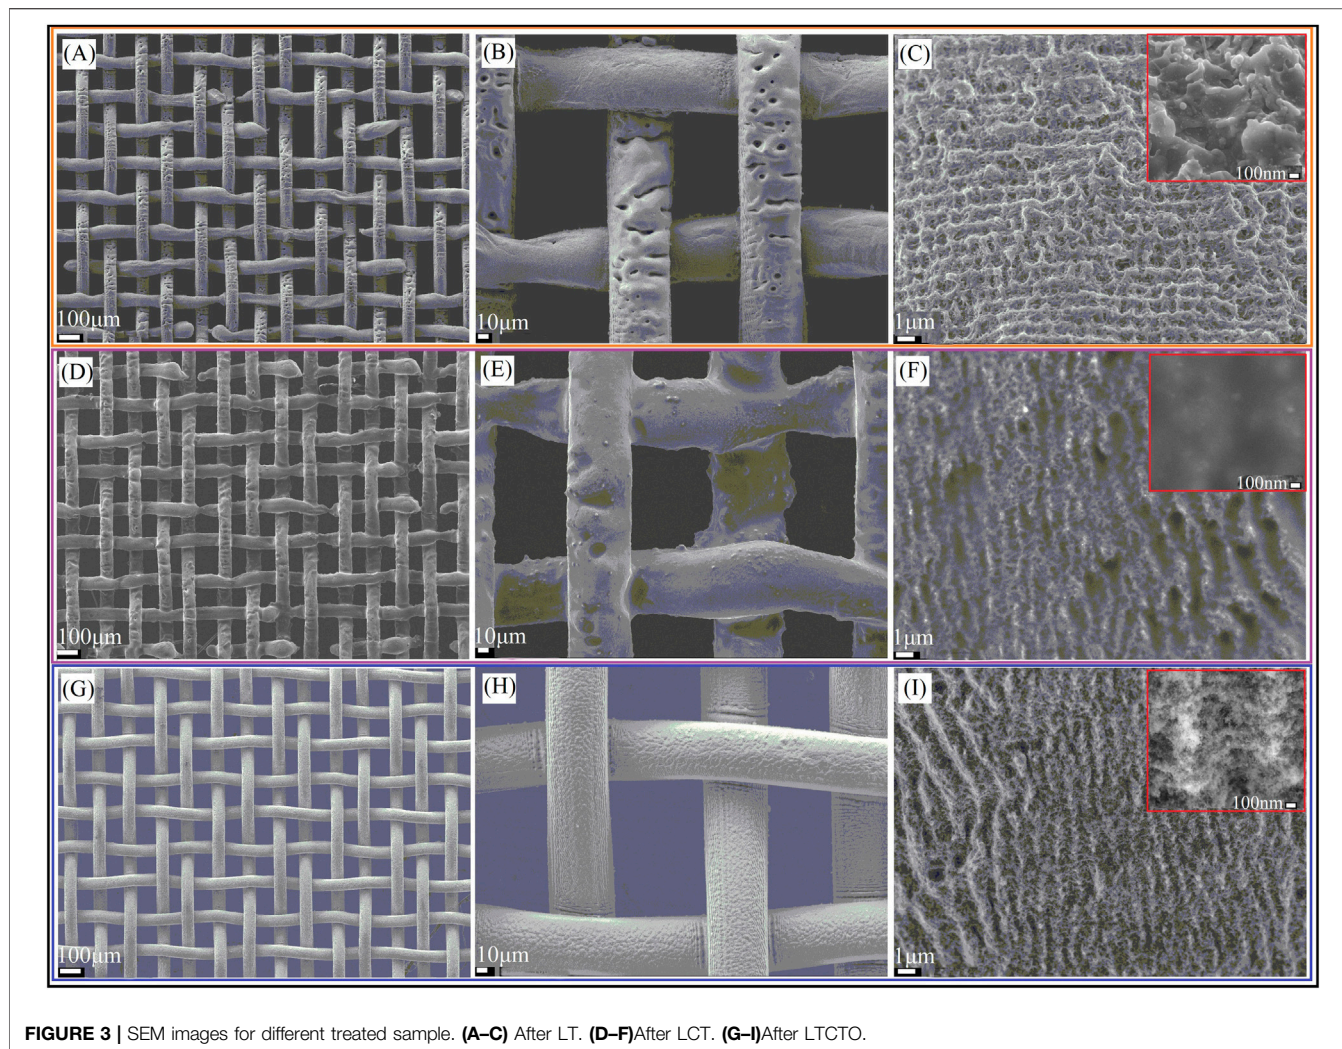 (A)
100μm
(B)
10μm
(C)
100nm
1μm
(D)
100μm
(E)
10μm
(F)
100nm
1μm
(G)
100μm
(H)
10μm
(I)
100nm
1μm
FIGURE 3 | SEM images for different treated sample. (A–C) After LT. (D–F)After LCT. (G–I)After LTCTO.